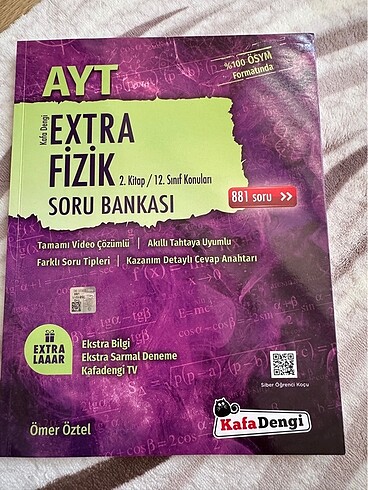 %100 ÖSYM
Formatında
AYT
Kafa Dengi
EXTRA
FİZİK
2. Kitap / 12. Sınıf Konuları
SORU BANKASI
881 soru >>
Tamamı Video Çözümlü | Akıllı Tahtaya Uyumlu
Farklı Soru Tipleri | Kazanım Detaylı Cevap Anahtarı
EXTRA
LAAAR
Ekstra Bilgi
Ekstra Sarmal Deneme
Kafadengi TV
Siber Öğrenci Koçu
Ömer Öztel
KafaDengi